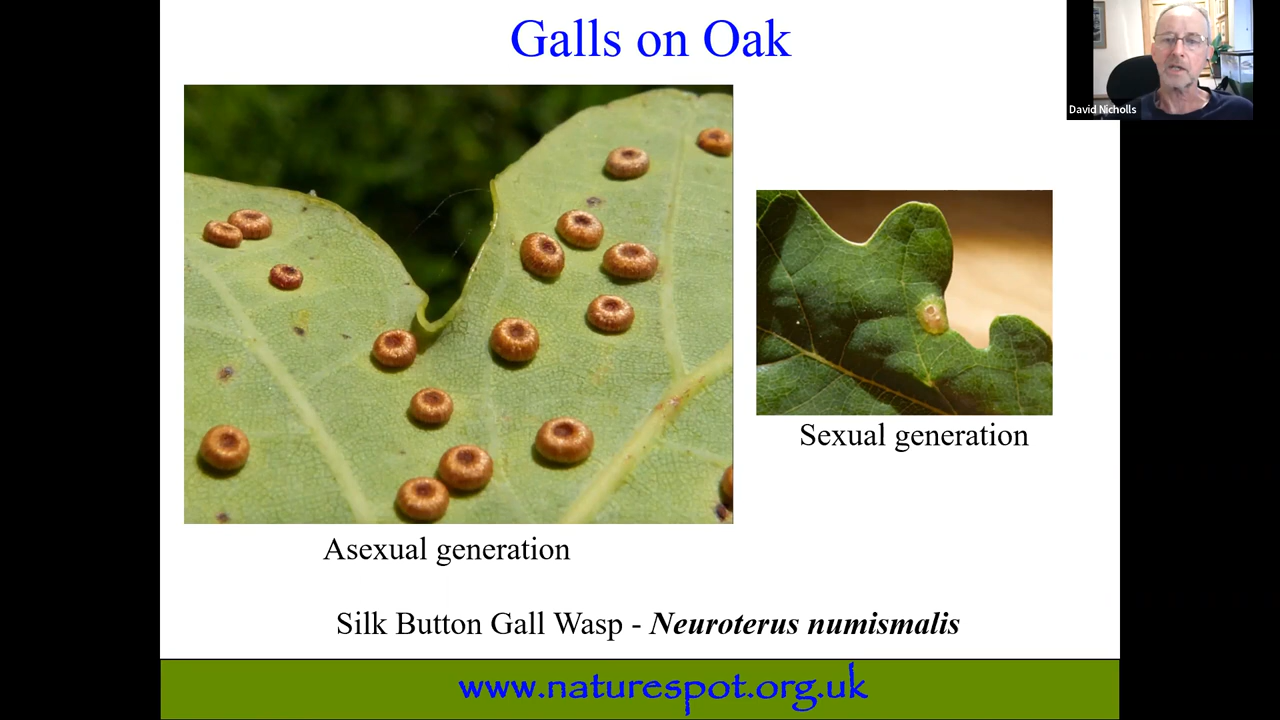 Galls on Oak
David Nicholls
Sexual generation
Asexual generation
Silk Button Gall Wasp - Neuroterus numismalis
www.naturespot.org.uk